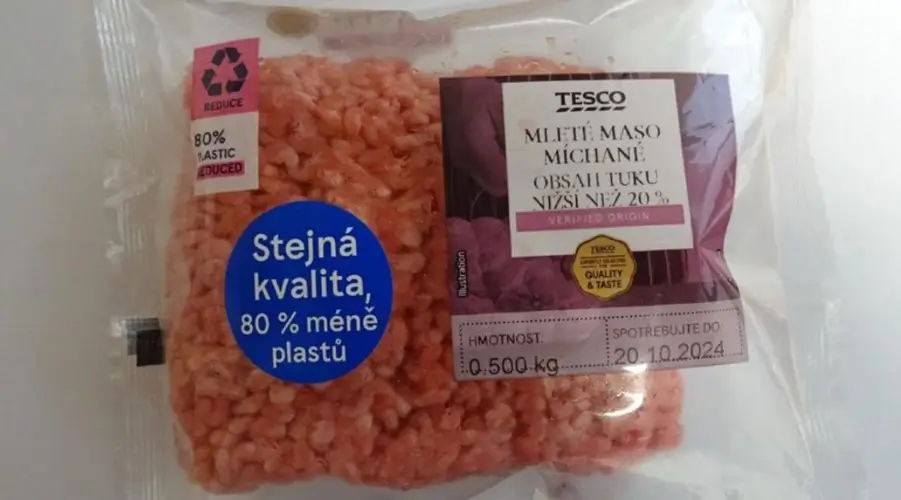 REDUCE
80%
PLASTIC
REDUCED
Stejná
kvalita,
80 % méně
plastů
TESCO
MLETÉ MASO
MÍCHANÉ
OBSAH TUKU
NIŽŠÍ NEŽ 20 %
VERIFIED ORIGIN
Illustration
TESCO
QUALITY
& TASTE
HMOTNOST:
0,500 kg
SPOTŘEBUJTE DO
20.10.2024